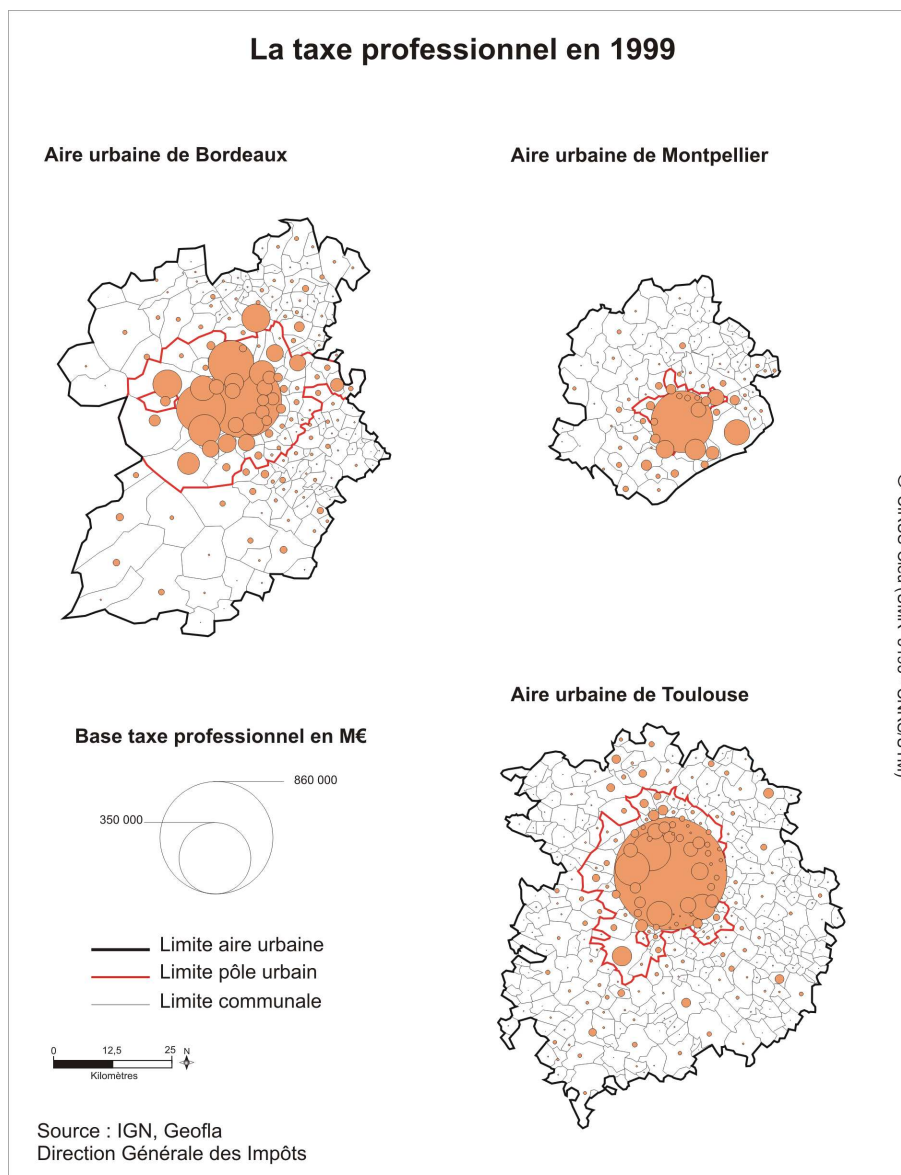 La taxe professionnel en 1999
Aire urbaine de Bordeaux
Aire urbaine de Montpellier
Aire urbaine de Toulouse
Base taxe professionnel en M€
860 000
350 000
Limite aire urbaine
Limite pôle urbain
Limite communale
0 12,5 25 N
Kilomètres
Source : IGN, Geofla
Direction Générale des Impôts